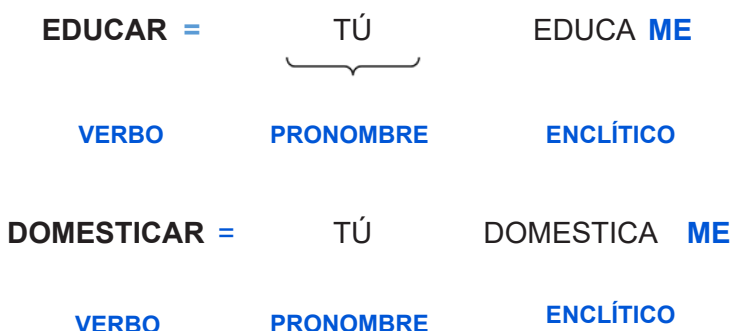 EDUCAR = TÚ EDUCA ME
VERBO PRONOMBRE ENCLÍTICO
DOMESTICAR = TÚ DOMESTICA ME
VERBO PRONOMBRE ENCLÍTICO